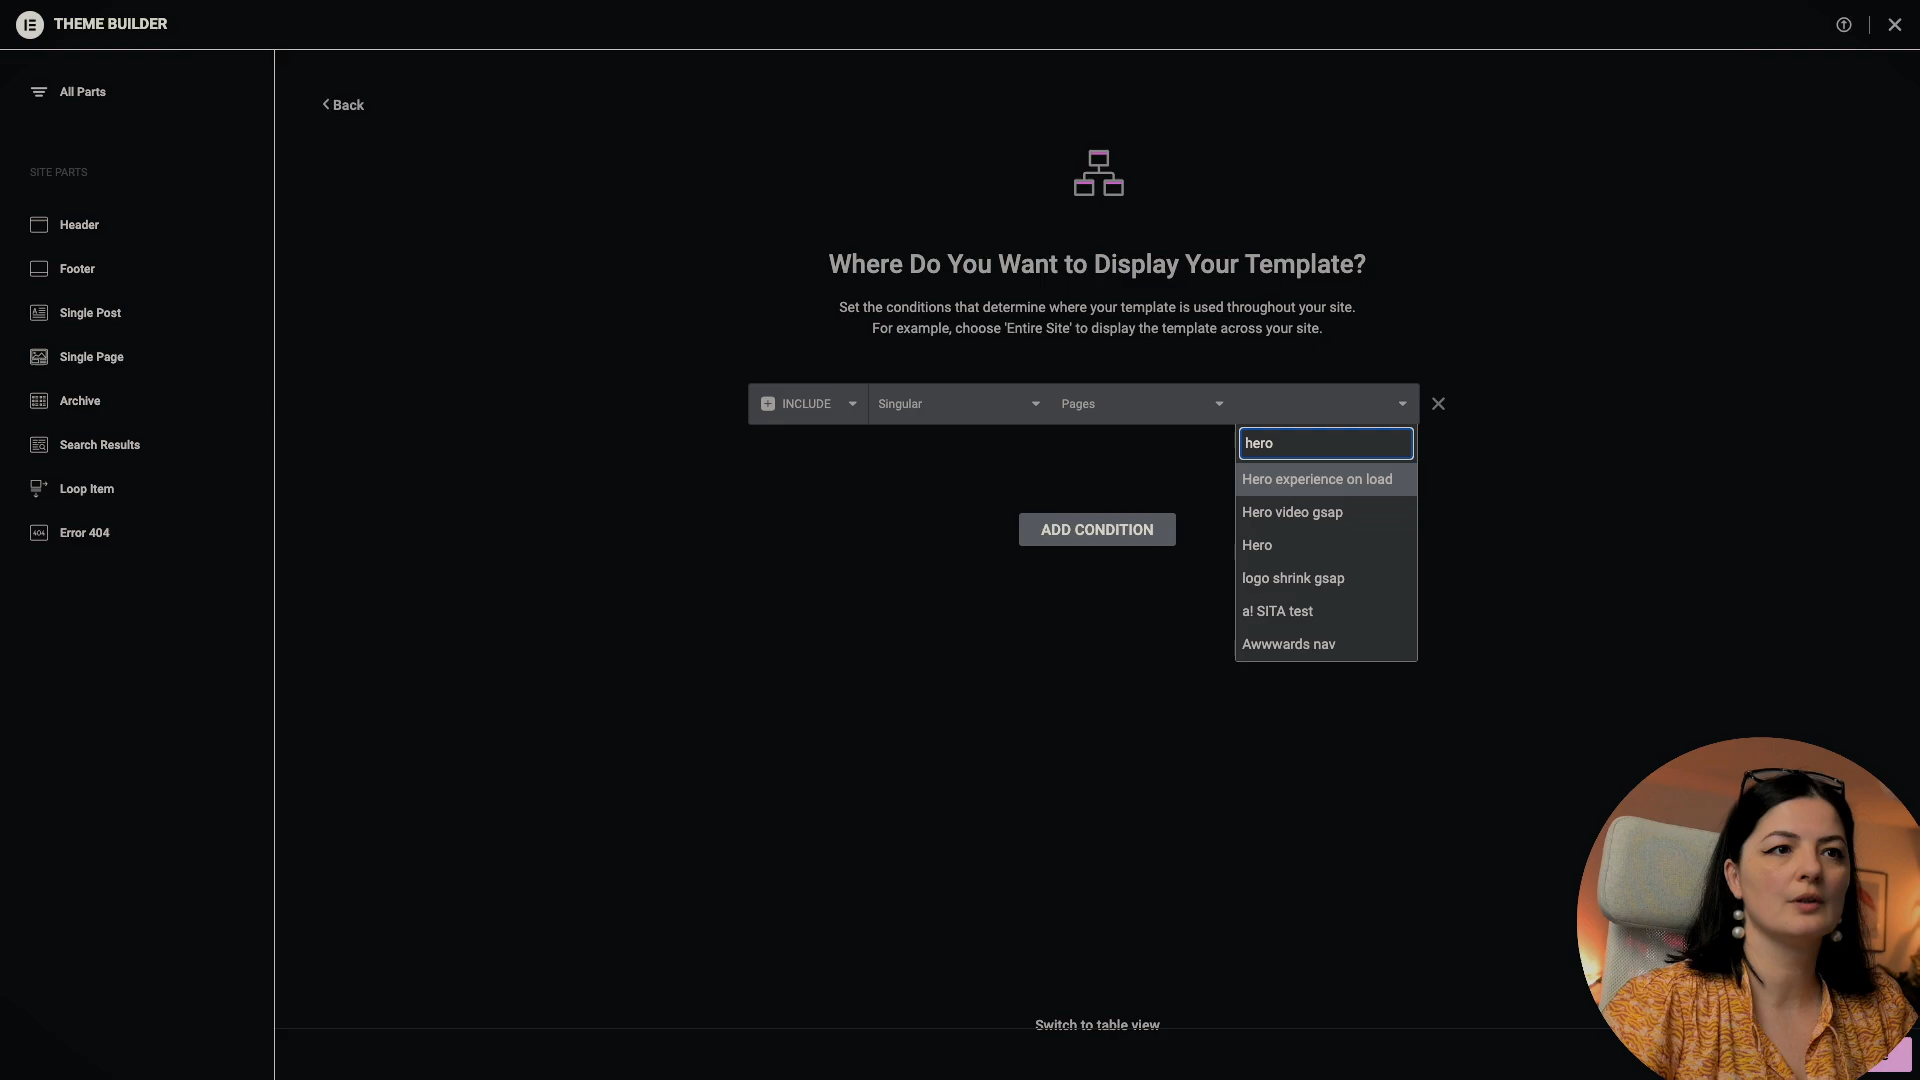 THEME BUILDER
All Parts
SITE PARTS
Header
Footer
Single Post
Single Page
Archive
Search Results
Loop Item
404
Error 404
Back
Where Do You Want to Display Your Template?
Set the conditions that determine where your template is used throughout your site.
For example, choose 'Entire Site' to display the template across your site.
INCLUDE
Singular
Pages
hero
Hero experience on load
Hero video gsap
Hero
logo shrink gsap
a! SITA test
Awwwards nav
ADD CONDITION
Switch to table view